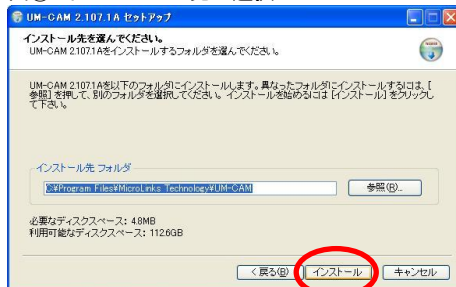 UM-CAM 2.107.1A セットアップ
インストール先を選んでください。
UM-CAM 2.107.1Aをインストールするフォルダを選んでください。
UM-CAM 2.107.1Aを以下のフォルダにインストールします。異なったフォルダにインストールするには、[
参照] を押して、別のフォルダを選択してください。 インストールを始めるには [インストール] をクリックし
て下さい。
インストール先 フォルダ
C:¥Program Files¥MicroLinks Technology¥UM-CAM
参照(R)...
必要なディスクスペース: 4.8MB
利用可能なディスクスペース: 112.6GB
< 戻る(B)
インストール
キャンセル